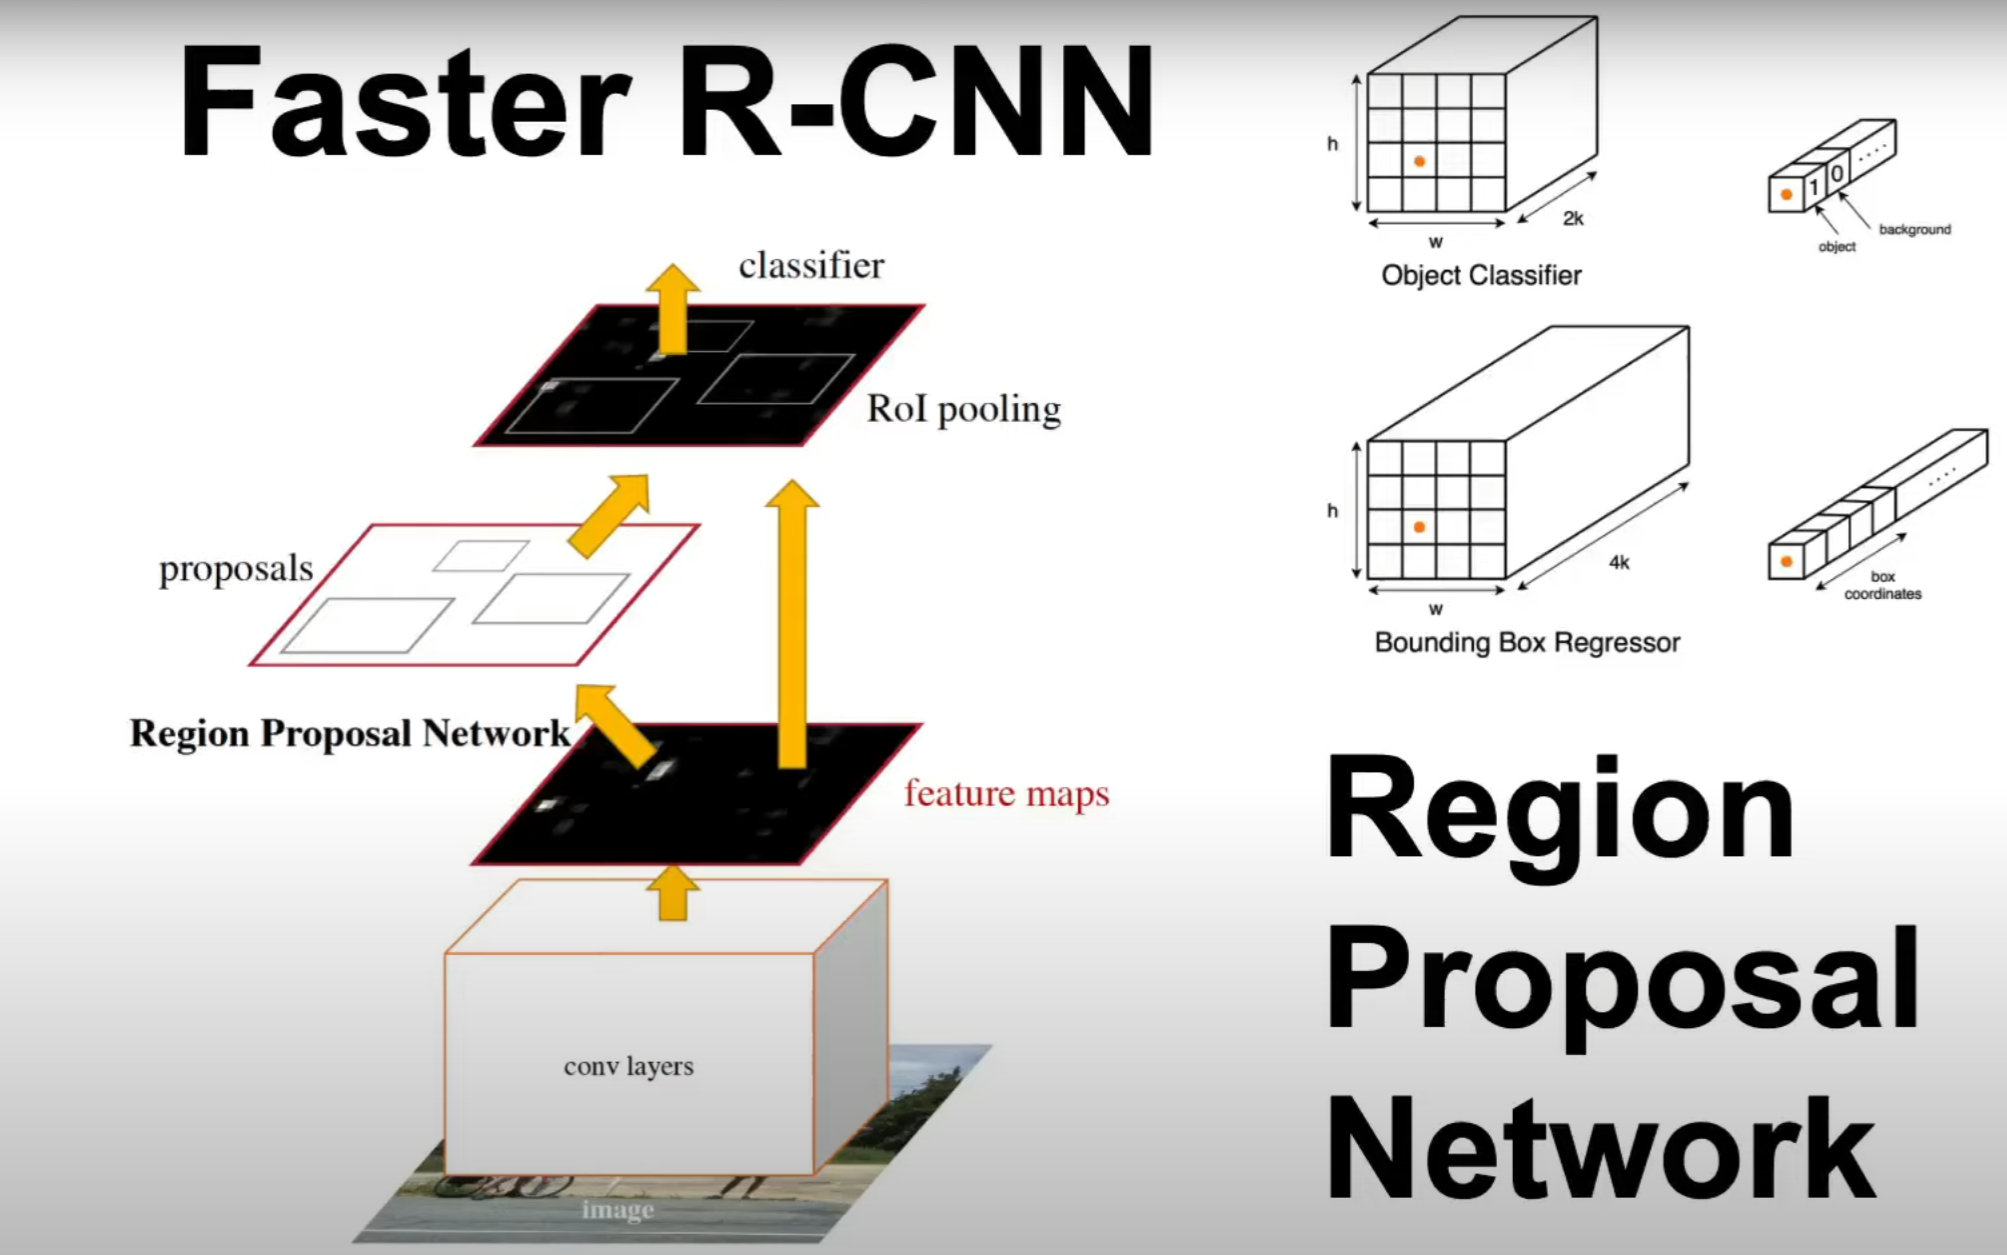 Faster R-CNN
classifier
RoI pooling
proposals
Region Proposal Network
feature maps
conv layers
image
h
w
2k
Object Classifier
1 0 ....
object
background
h
w
4k
Bounding Box Regressor
....
box
coordinates
Region
Proposal
Network